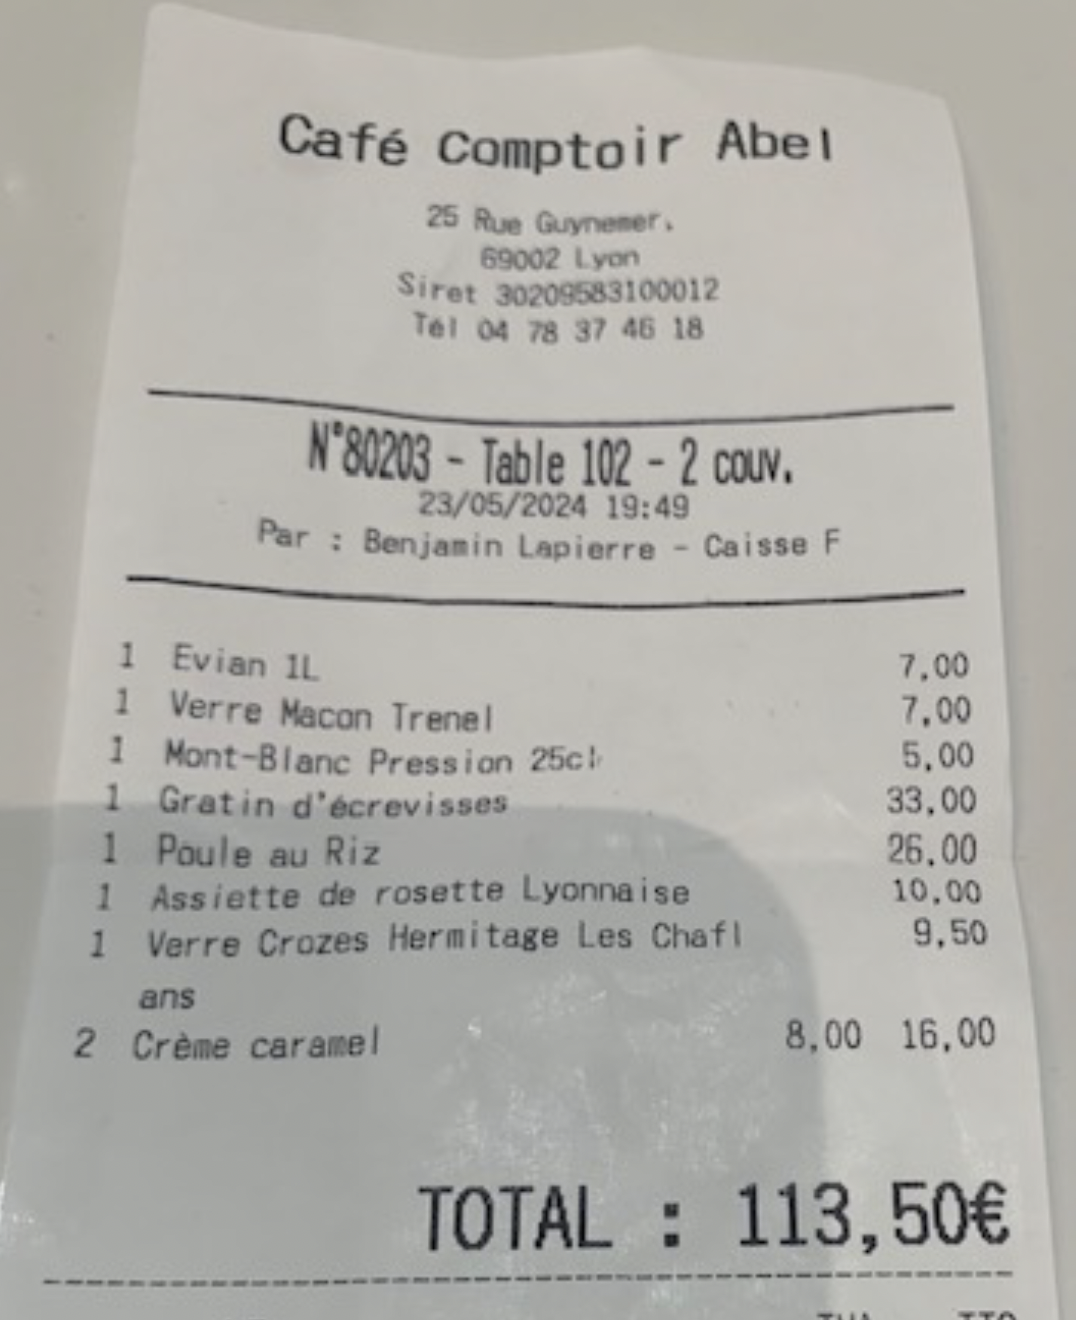 Café Comptoir Abel
25 Rue Guynemer.
69002 Lyon
Siret 30209583100012
Tél 04 78 37 46 18
N°80203 - Table 102 - 2 couv.
23/05/2024 19:49
Par : Benjamin Lapierre - Caisse F
1 Evian 1L 7,00
1 Verre Macon Trenel 7,00
1 Mont-Blanc Pression 25cl 5,00
1 Gratin d'écrevisses 33,00
1 Poule au Riz 26,00
1 Assiette de rosette Lyonnaise 10,00
1 Verre Crozes Hermitage Les Chafl 9,50
ans
2 Crème caramel 8,00 16,00
TOTAL : 113,50€